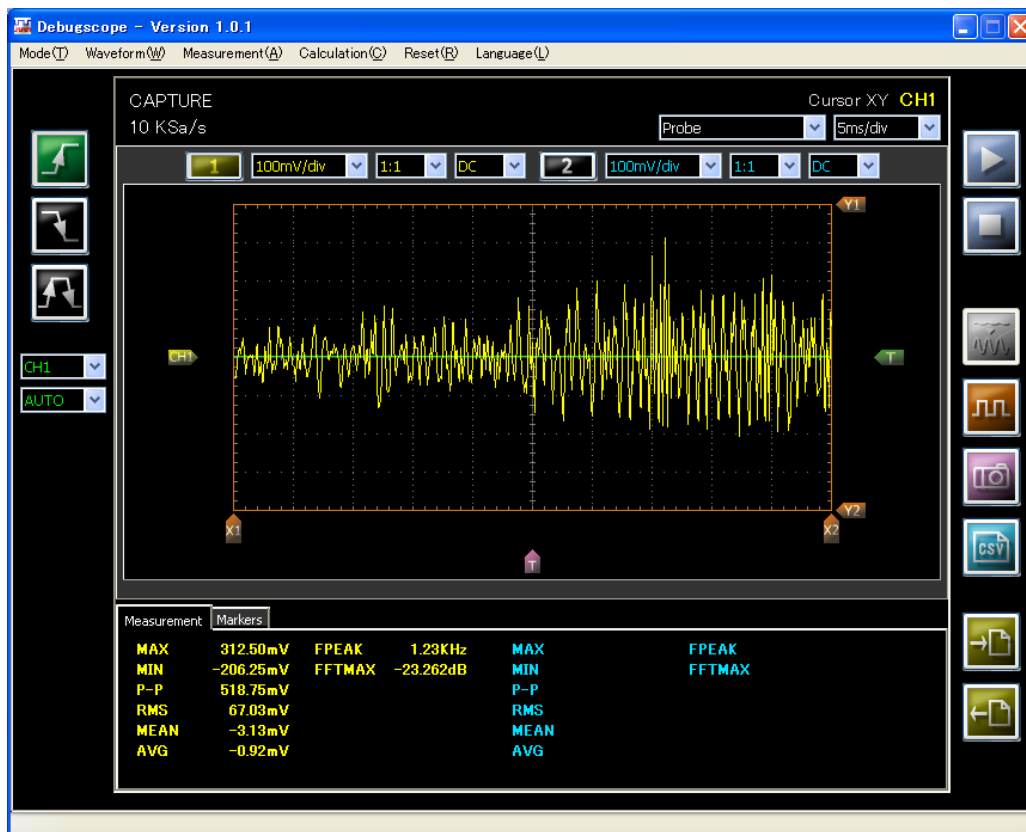 Debugscope - Version 1.0.1
Mode(T) Waveform(W) Measurement(A) Calculation(C) Reset(R) Language(L)
CAPTURE Cursor XY CH1
10 KSa/s Probe 5ms/div
1 100mV/div 1:1 DC 2 100mV/div 1:1 DC
Y1
CH1 T
CH1
AUTO
Y2
X1 X2
T
CSV
Measurement Markers
MAX 312.50mV FPEAK 1.23KHz MAX FPEAK
MIN -206.25mV FFTMAX -23.262dB MIN FFTMAX
P-P 518.75mV P-P
RMS 67.03mV RMS
MEAN -3.13mV MEAN
AVG -0.92mV AVG